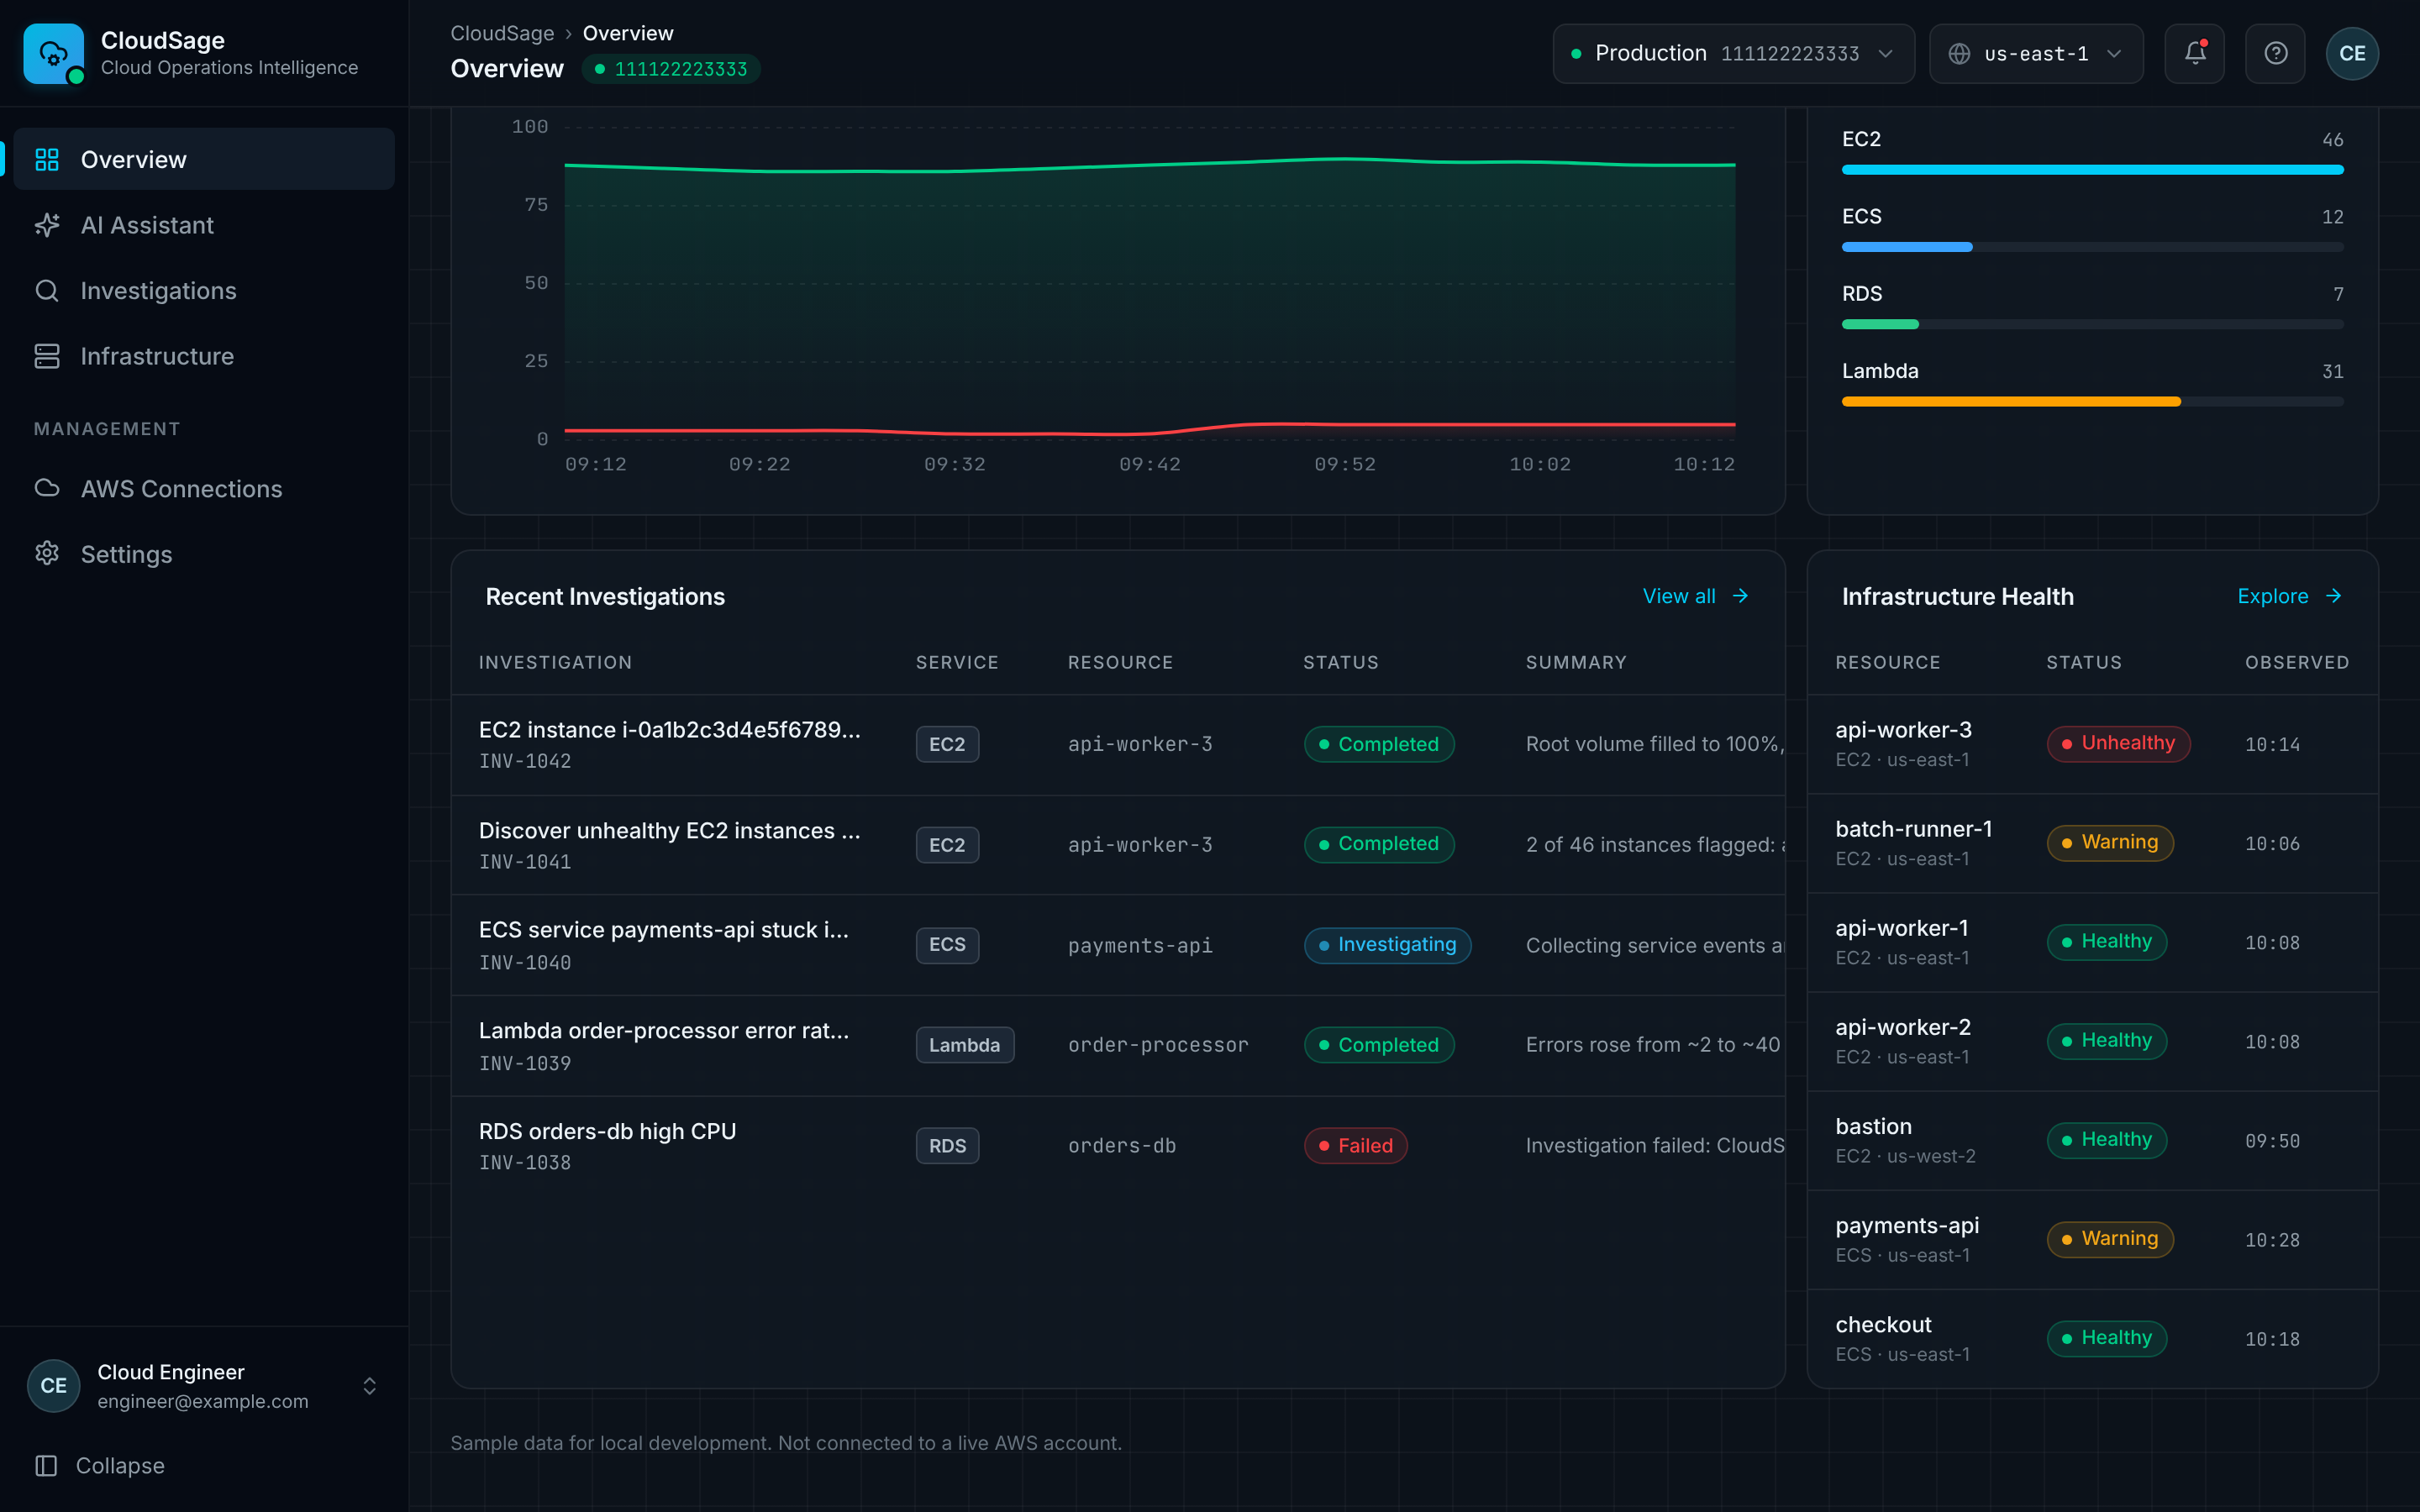 CloudSage
Cloud Operations Intelligence
Overview
AI Assistant
Investigations
Infrastructure
MANAGEMENT
AWS Connections
Settings
CE
Cloud Engineer
engineer@example.com
Collapse
CloudSage › Overview
Overview 111122223333
Production 111122223333
us-east-1
CE
100
75
50
25
0
09:12 09:22 09:32 09:42 09:52 10:02 10:12
EC2 46
ECS 12
RDS 7
Lambda 31
Recent Investigations View all →
INVESTIGATION SERVICE RESOURCE STATUS SUMMARY
EC2 instance i-0a1b2c3d4e5f6789…
INV-1042
EC2 api-worker-3 Completed Root volume filled to 100%,
Discover unhealthy EC2 instances …
INV-1041
EC2 api-worker-3 Completed 2 of 46 instances flagged:
ECS service payments-api stuck i…
INV-1040
ECS payments-api Investigating Collecting service events
Lambda order-processor error rat…
INV-1039
Lambda order-processor Completed Errors rose from ~2 to ~40
RDS orders-db high CPU
INV-1038
RDS orders-db Failed Investigation failed: CloudS
Infrastructure Health Explore →
RESOURCE STATUS OBSERVED
api-worker-3 Unhealthy 10:14
EC2 · us-east-1
batch-runner-1 Warning 10:06
EC2 · us-east-1
api-worker-1 Healthy 10:08
EC2 · us-east-1
api-worker-2 Healthy 10:08
EC2 · us-east-1
bastion Healthy 09:50
EC2 · us-west-2
payments-api Warning 10:28
ECS · us-east-1
checkout Healthy 10:18
ECS · us-east-1
Sample data for local development. Not connected to a live AWS account.